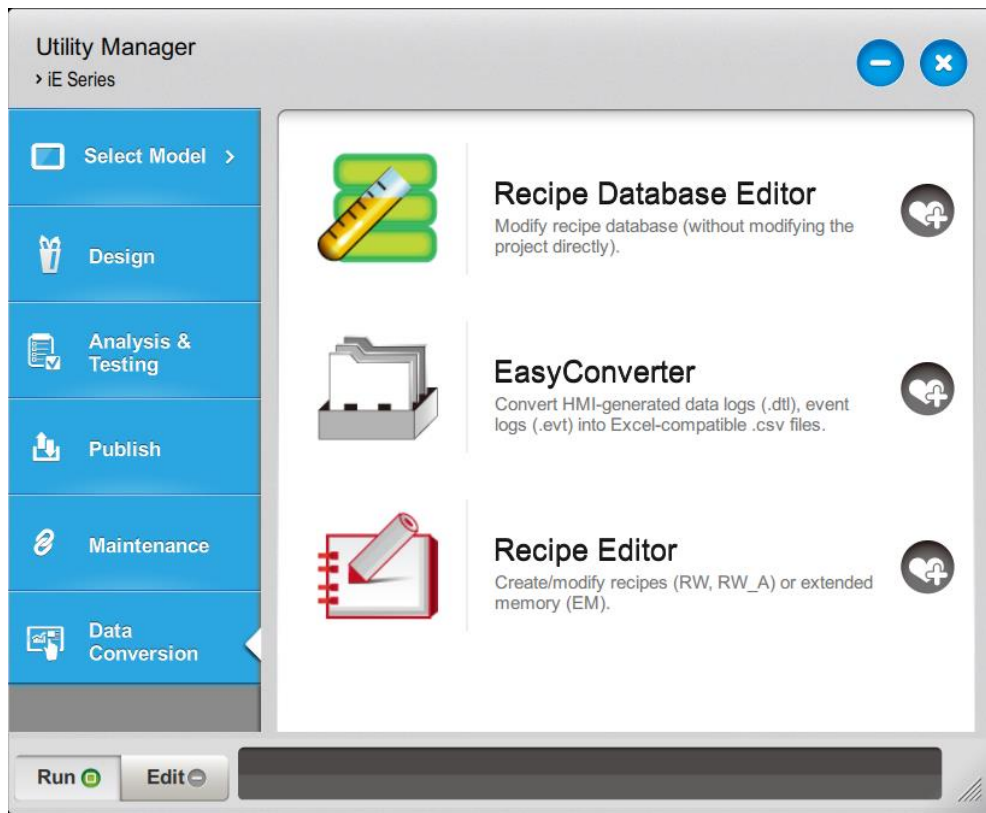 Utility Manager
> iE Series
Select Model >
Design
Analysis &
Testing
Publish
Maintenance
Data
Conversion
Recipe Database Editor
Modify recipe database (without modifying the
project directly).
EasyConverter
Convert HMI-generated data logs (.dtl), event
logs (.evt) into Excel-compatible .csv files.
Recipe Editor
Create/modify recipes (RW, RW_A) or extended
memory (EM).
Run
Edit